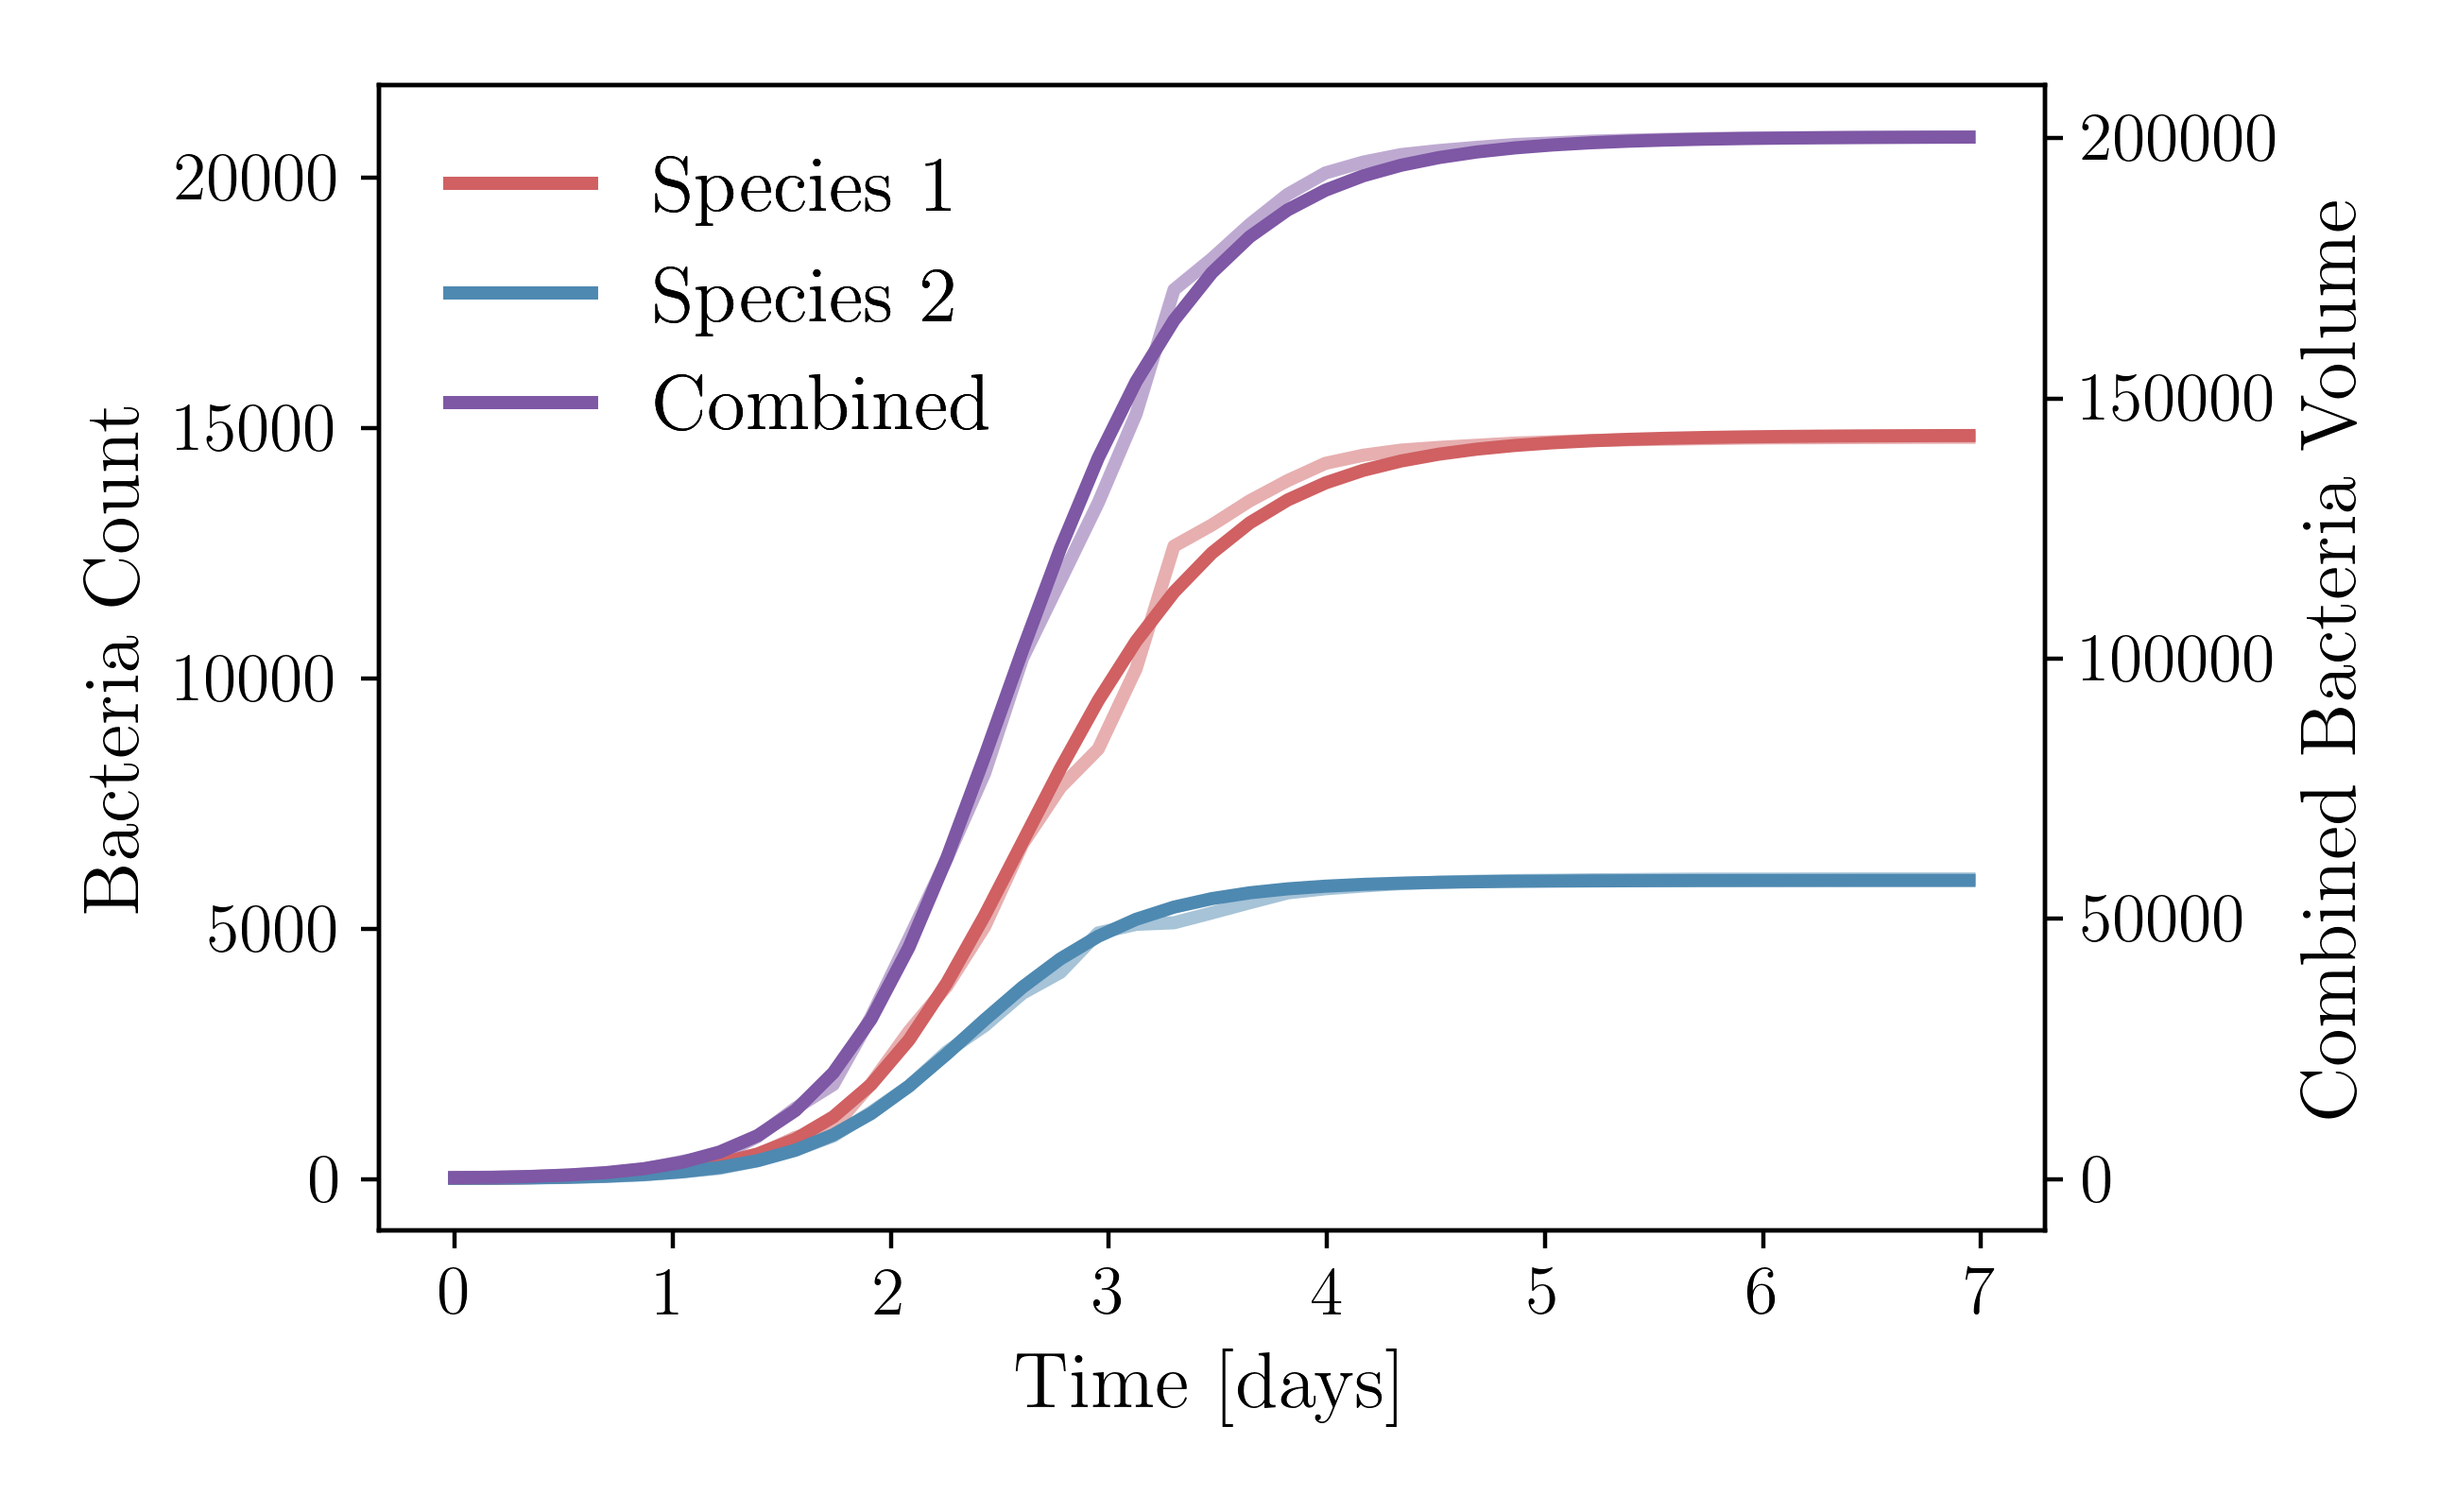 Species 1
Species 2
Combined
Bacteria Count
20000
15000
10000
5000
0
200000
150000
100000
50000
0
Combined Bacteria Volume
0 1 2 3 4 5 6 7
Time [days]